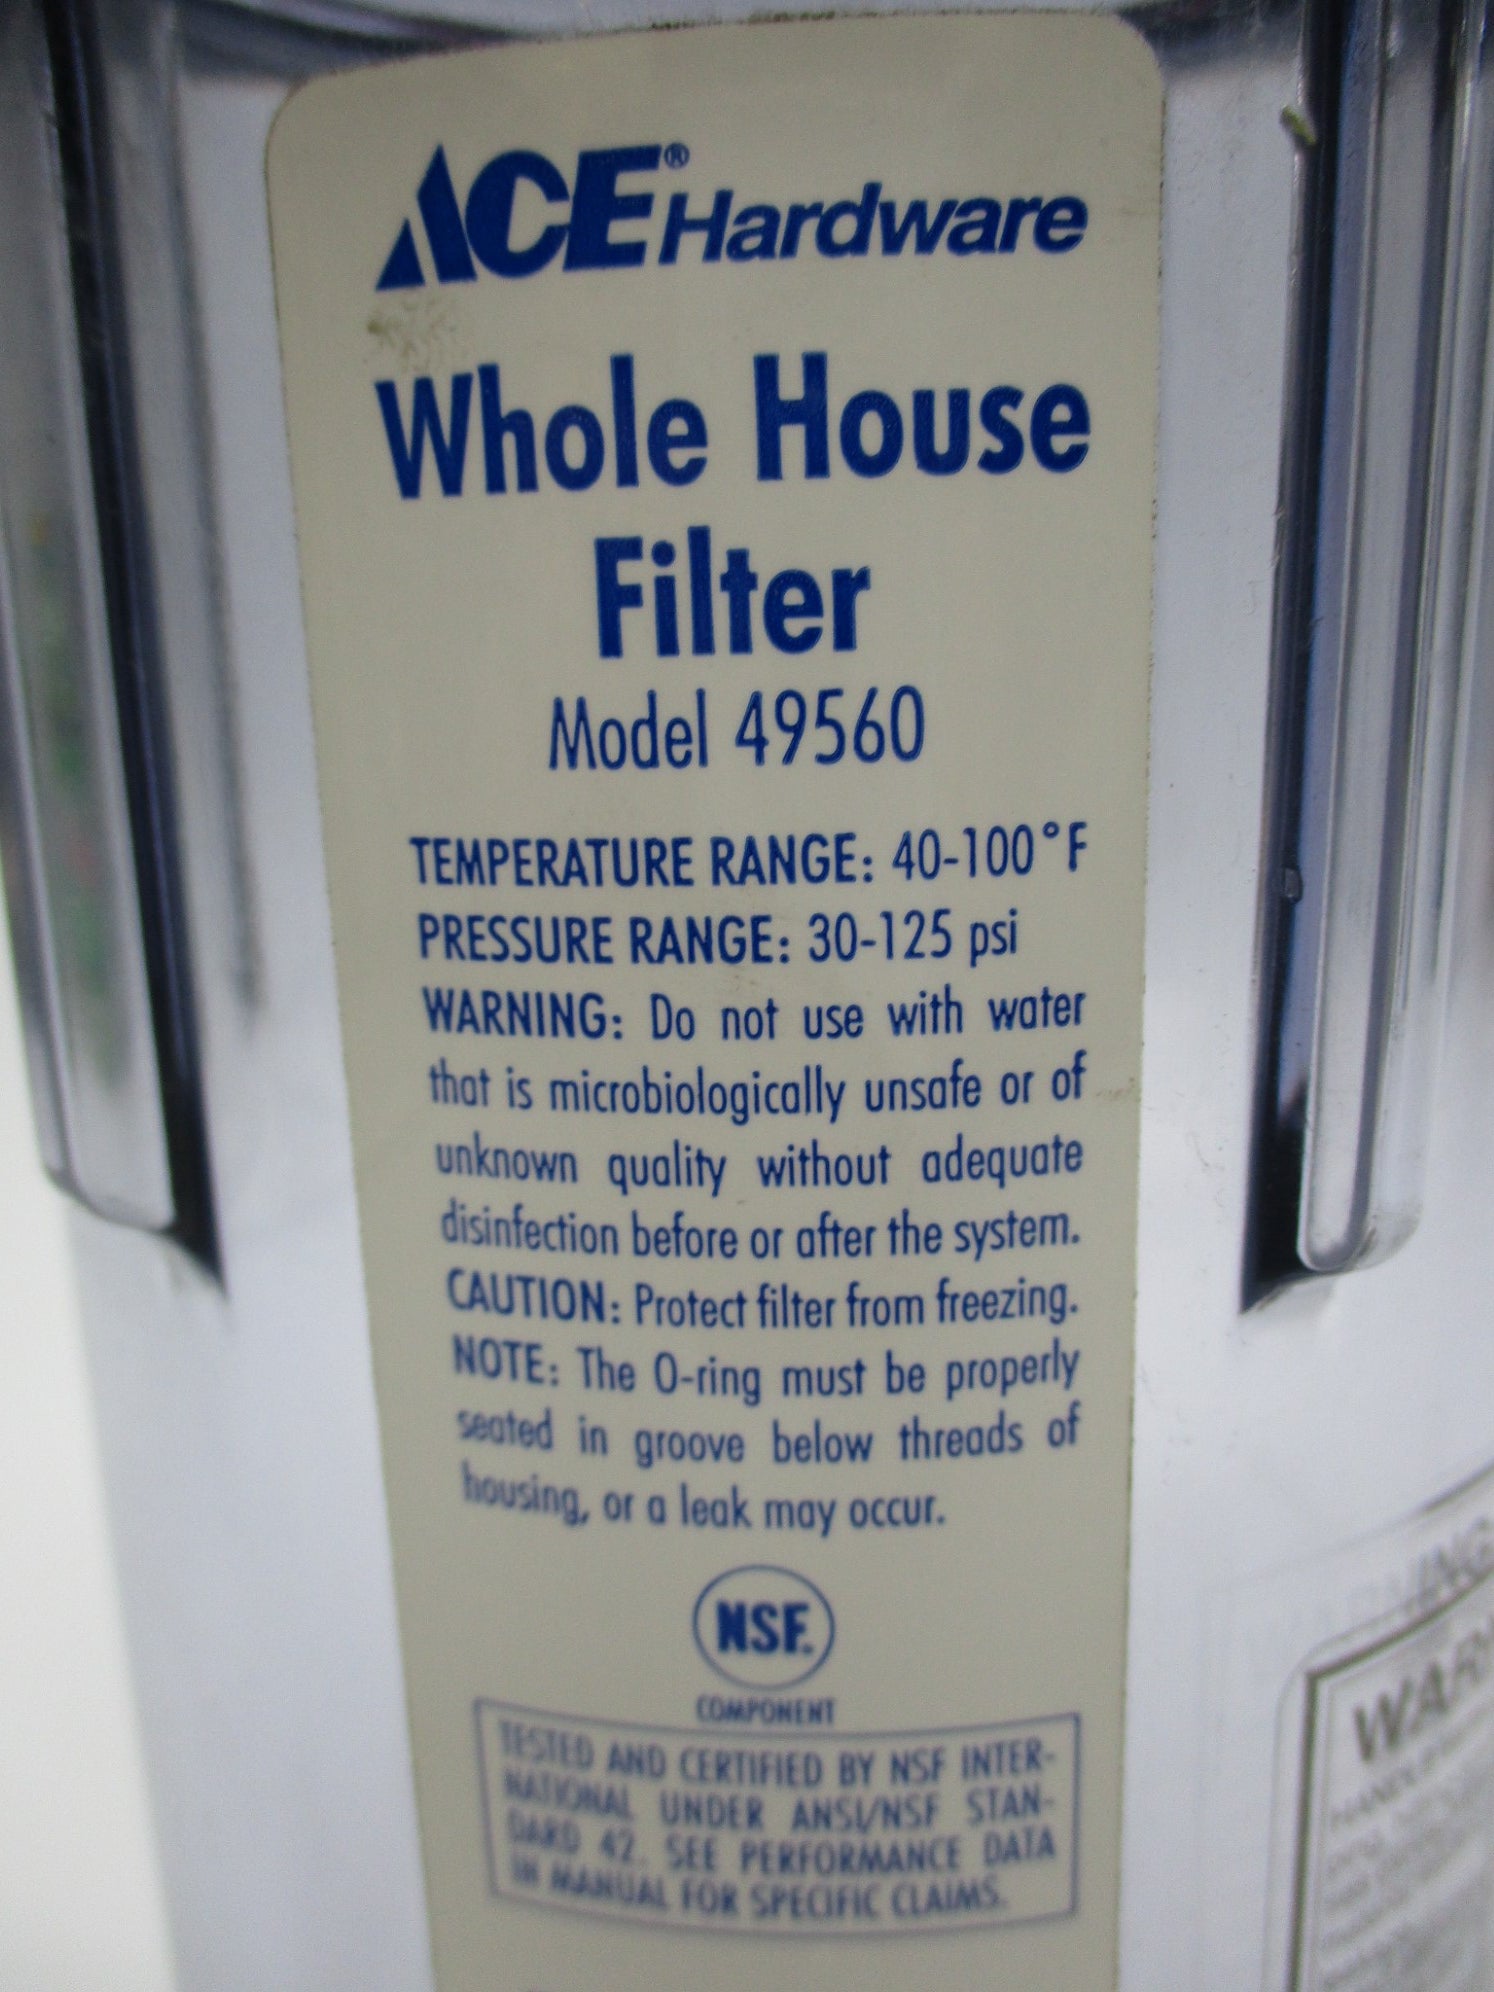 ACE® Hardware
Whole House
Filter
Model 49560
TEMPERATURE RANGE: 40-100°F
PRESSURE RANGE: 30-125 psi
WARNING: Do not use with water
that is microbiologically unsafe or of
unknown quality without adequate
disinfection before or after the system.
CAUTION: Protect filter from freezing.
NOTE: The O-ring must be properly
seated in groove below threads of
housing, or a leak may occur.
NSF.
COMPONENT
TESTED AND CERTIFIED BY NSF INTER-
NATIONAL UNDER ANSI/NSF STAN-
DARD 42. SEE PERFORMANCE DATA
IN MANUAL FOR SPECIFIC CLAIMS.